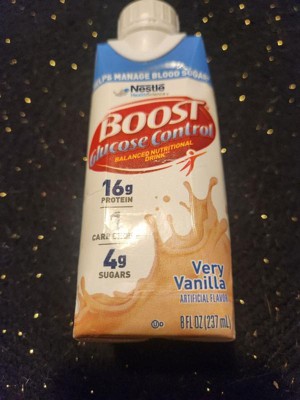 HELPS MANAGE BLOOD SUGAR
Nestlé
BOOST
Glucose Control
BALANCED NUTRITIONAL
DRINK
16g
PROTEIN
4g
SUGARS
Very
Vanilla
ARTIFICIAL FLAVOR
8 FL OZ (237 mL)